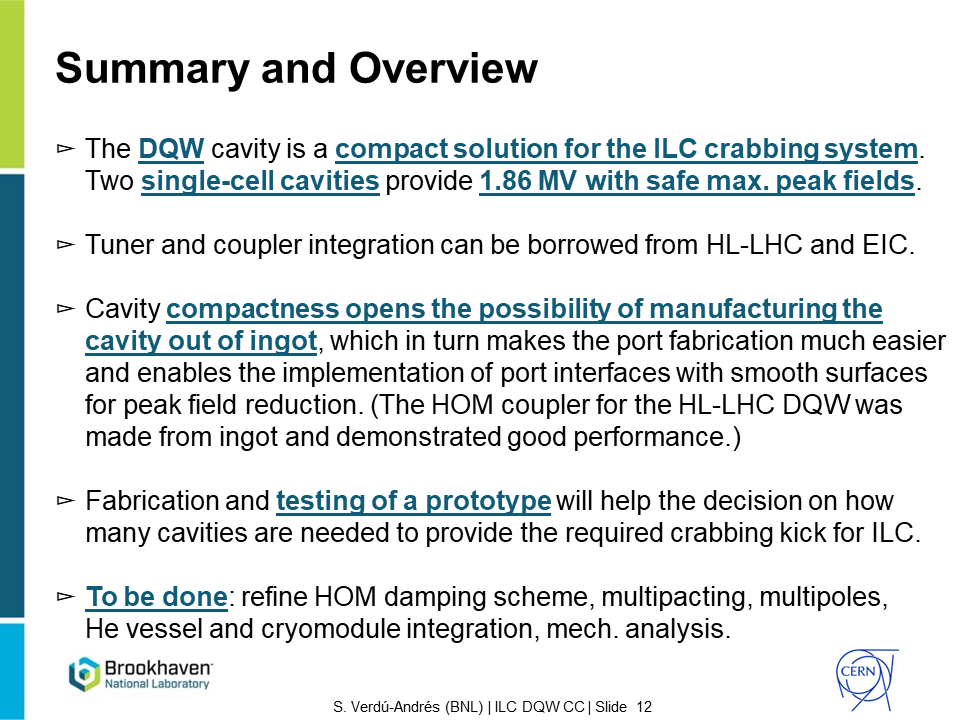 Summary and Overview
▻ The DQW cavity is a compact solution for the ILC crabbing system.
Two single-cell cavities provide 1.86 MV with safe max. peak fields.
▻ Tuner and coupler integration can be borrowed from HL-LHC and EIC.
▻ Cavity compactness opens the possibility of manufacturing the
cavity out of ingot, which in turn makes the port fabrication much easier
and enables the implementation of port interfaces with smooth surfaces
for peak field reduction. (The HOM coupler for the HL-LHC DQW was
made from ingot and demonstrated good performance.)
▻ Fabrication and testing of a prototype will help the decision on how
many cavities are needed to provide the required crabbing kick for ILC.
▻ To be done: refine HOM damping scheme, multipacting, multipoles,
He vessel and cryomodule integration, mech. analysis.
Brookhaven
National Laboratory
CERN
S. Verdú-Andrés (BNL) | ILC DQW CC | Slide 12